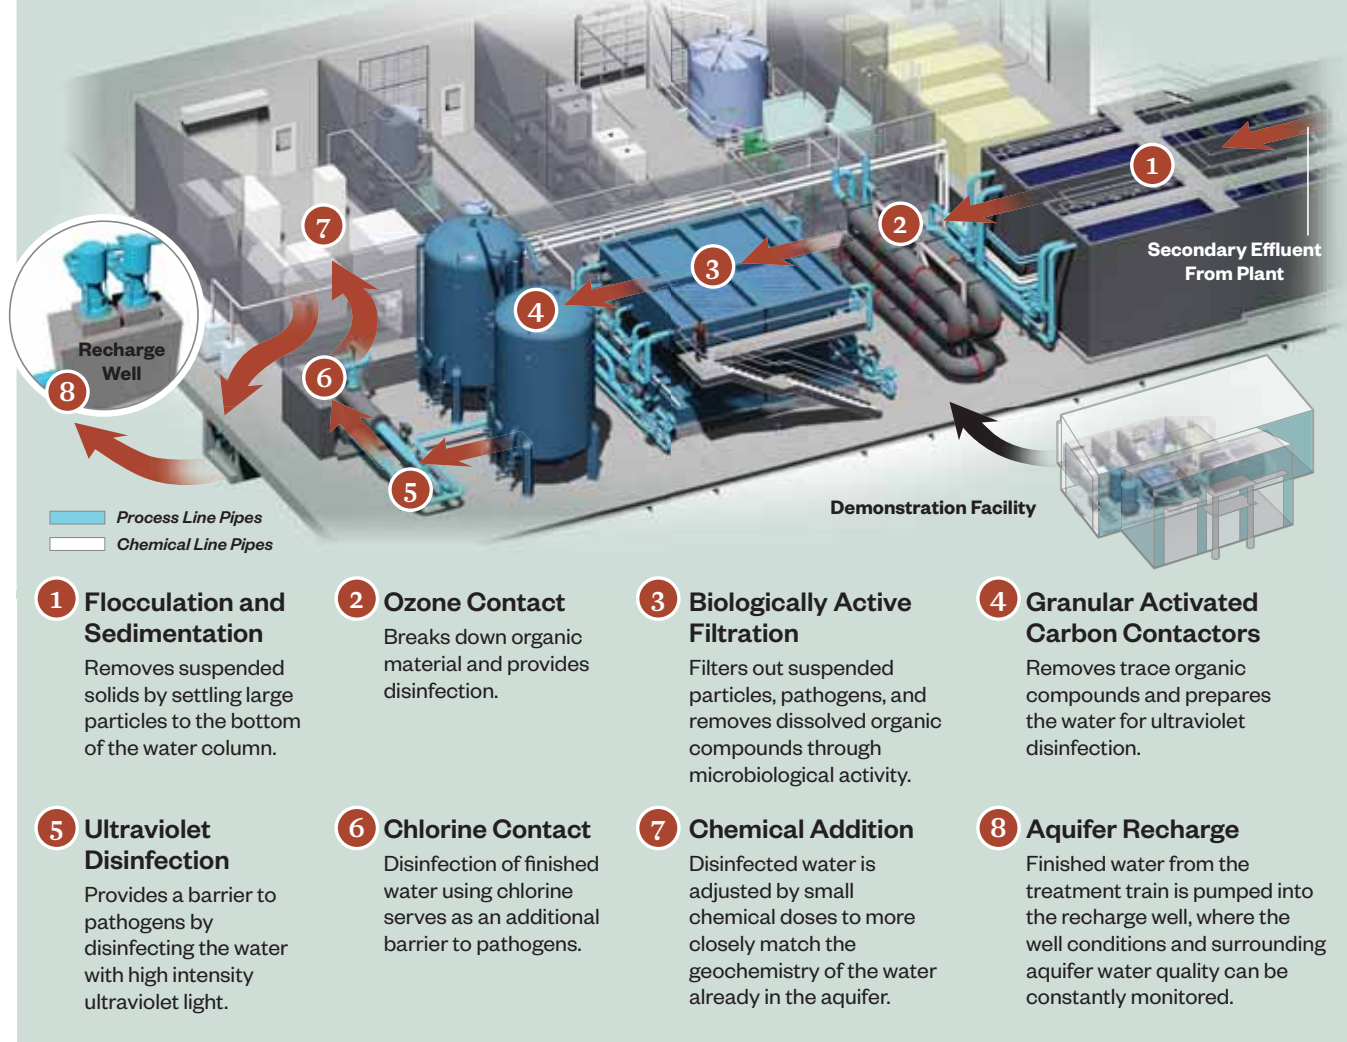 7
1
2
Secondary Effluent
From Plant
3
4
Recharge
Well
6
8
5
Demonstration Facility
Process Line Pipes
Chemical Line Pipes
1 Flocculation and
Sedimentation
Removes suspended
solids by settling large
particles to the bottom
of the water column.
2 Ozone Contact
Breaks down organic
material and provides
disinfection.
3 Biologically Active
Filtration
Filters out suspended
particles, pathogens, and
removes dissolved organic
compounds through
microbiological activity.
4 Granular Activated
Carbon Contactors
Removes trace organic
compounds and prepares
the water for ultraviolet
disinfection.
5 Ultraviolet
Disinfection
Provides a barrier to
pathogens by
disinfecting the water
with high intensity
ultraviolet light.
6 Chlorine Contact
Disinfection of finished
water using chlorine
serves as an additional
barrier to pathogens.
7 Chemical Addition
Disinfected water is
adjusted by small
chemical doses to more
closely match the
geochemistry of the water
already in the aquifer.
8 Aquifer Recharge
Finished water from the
treatment train is pumped into
the recharge well, where the
well conditions and surrounding
aquifer water quality can be
constantly monitored.